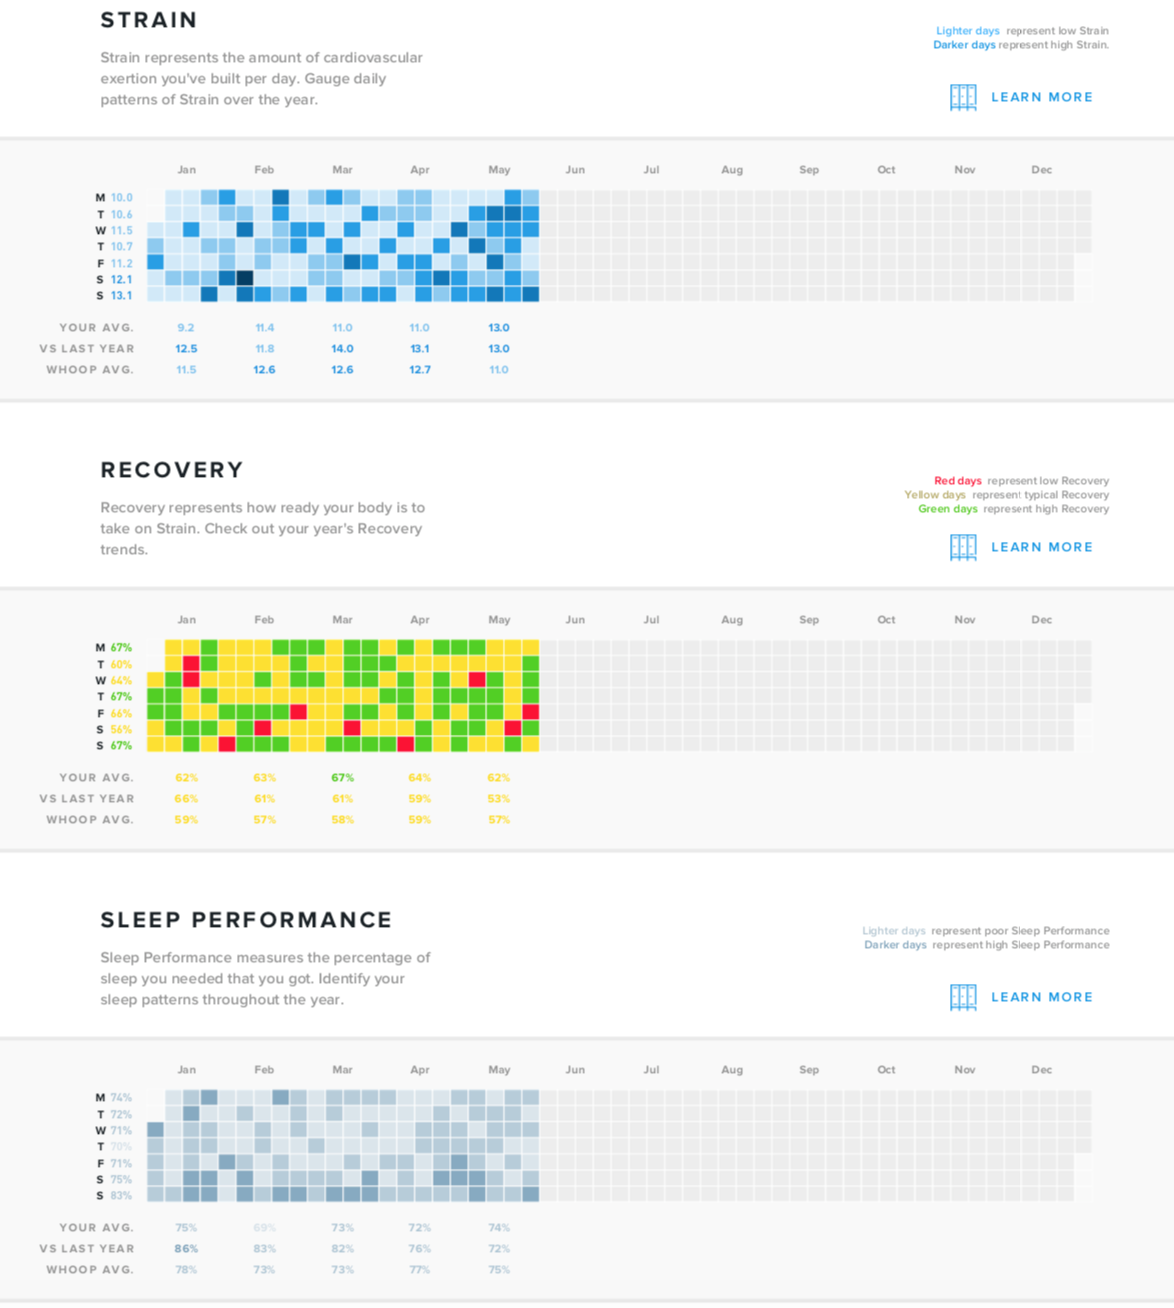 STRAIN
Strain represents the amount of cardiovascular
exertion you've built per day. Gauge daily
patterns of Strain over the year.
Lighter days represent low Strain
Darker days represent high Strain.
LEARN MORE
Jan Feb Mar Apr May Jun Jul Aug Sep Oct Nov Dec
M 10.0
T 10.6
W 11.5
T 10.7
F 11.2
S 12.1
S 13.1
YOUR AVG. 9.2 11.4 11.0 11.0 13.0
VS LAST YEAR 12.5 11.8 14.0 13.1 13.0
WHOOP AVG. 11.5 12.6 12.6 12.7 11.0
RECOVERY
Recovery represents how ready your body is to
take on Strain. Check out your year's Recovery
trends.
Red days represent low Recovery
Yellow days represent typical Recovery
Green days represent high Recovery
LEARN MORE
Jan Feb Mar Apr May Jun Jul Aug Sep Oct Nov Dec
M 67%
T 60%
W 64%
T 67%
F 66%
S 56%
S 67%
YOUR AVG. 62% 63% 67% 64% 62%
VS LAST YEAR 66% 61% 61% 59% 53%
WHOOP AVG. 59% 57% 58% 59% 57%
SLEEP PERFORMANCE
Sleep Performance measures the percentage of
sleep you needed that you got. Identify your
sleep patterns throughout the year.
Lighter days represent poor Sleep Performance
Darker days represent high Sleep Performance
LEARN MORE
Jan Feb Mar Apr May Jun Jul Aug Sep Oct Nov Dec
M 74%
T 72%
W 71%
T 70%
F 71%
S 75%
S 83%
YOUR AVG. 75% 69% 73% 72% 74%
VS LAST YEAR 86% 83% 82% 76% 72%
WHOOP AVG. 78% 73% 73% 77% 75%